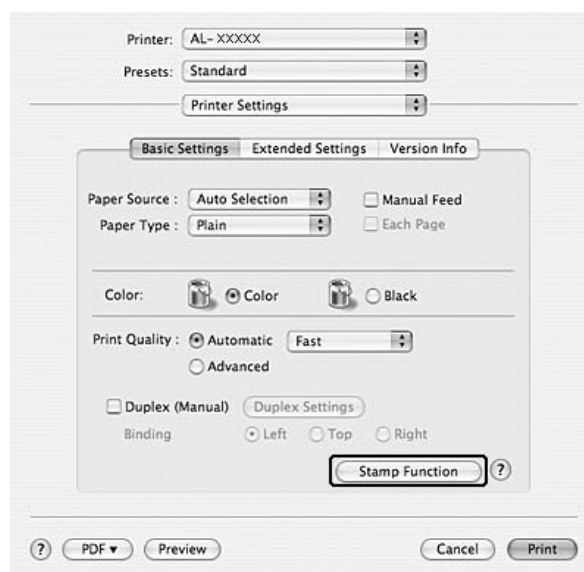 Printer: AL- XXXXX
Presets: Standard
Printer Settings
Basic Settings Extended Settings Version Info
Paper Source : Auto Selection Manual Feed
Paper Type : Plain Each Page
Color: Color Black
Print Quality : Automatic Fast
Advanced
Duplex (Manual) Duplex Settings
Binding Left Top Right
Stamp Function ?
? PDF ▾ Preview Cancel Print